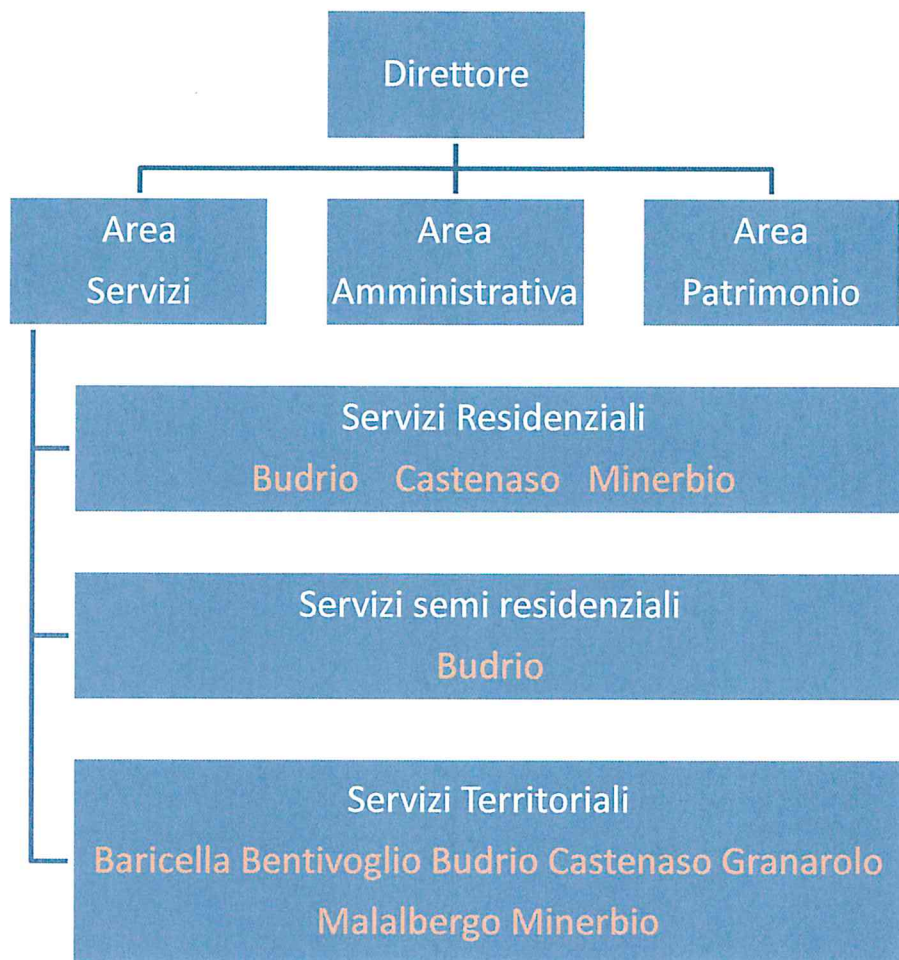 Direttore
Area
Servizi
Area
Amministrativa
Area
Patrimonio
Servizi Residenziali
Budrio Castenaso Minerbio
Servizi semi residenziali
Budrio
Servizi Territoriali
Baricella Bentivoglio Budrio Castenaso Granarolo
Malalbergo Minerbio